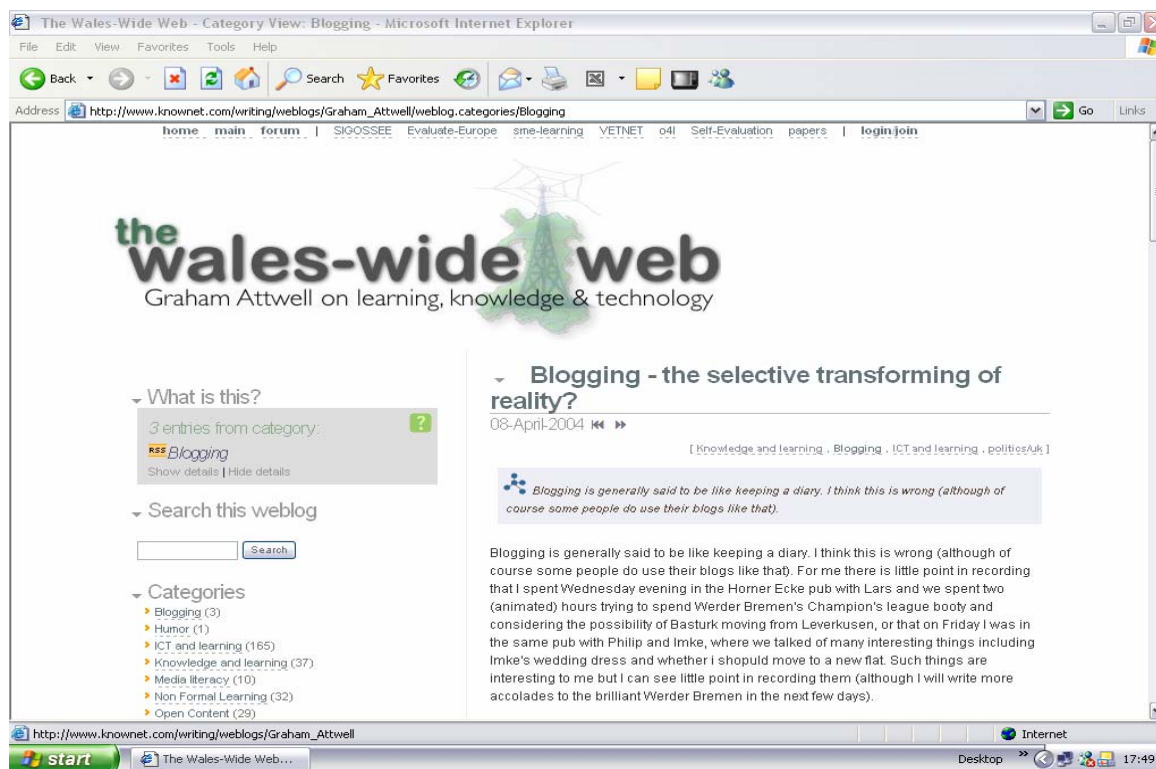 The Wales-Wide Web - Category View: Blogging - Microsoft Internet Explorer
File Edit View Favorites Tools Help
Back Search Favorites
Address http://www.knownet.com/writing/weblogs/Graham_Attwell/weblog.categories/Blogging Go Links
home main forum | SIGOSSEE Evaluate-Europe sme-learning VETNET o4l Self-Evaluation papers | login/join
the
wales-wide web
Graham Attwell on learning, knowledge & technology
What is this?
3 entries from category:
RSS Blogging
Show details | Hide details
Search this weblog
Search
Categories
Blogging (3)
Humor (1)
ICT and learning (165)
Knowledge and learning (37)
Media literacy (10)
Non Formal Learning (32)
Open Content (29)
Blogging - the selective transforming of
reality?
08-April-2004
[ Knowledge and learning , Blogging , ICT and learning , politics/uk ]
Blogging is generally said to be like keeping a diary. I think this is wrong (although of
course some people do use their blogs like that).
Blogging is generally said to be like keeping a diary. I think this is wrong (although of
course some people do use their blogs like that). For me there is little point in recording
that I spent Wednesday evening in the Horner Ecke pub with Lars and we spent two
(animated) hours trying to spend Werder Bremen's Champion's league booty and
considering the possibility of Basturk moving from Leverkusen, or that on Friday I was in
the same pub with Philip and Imke, where we talked of many interesting things including
Imke's wedding dress and whether i shopuld move to a new flat. Such things are
interesting to me but I can see little point in recording them (although I will write more
accolades to the brilliant Werder Bremen in the next few days).
http://www.knownet.com/writing/weblogs/Graham_Attwell Internet
start The Wales-Wide Web... Desktop 17:49